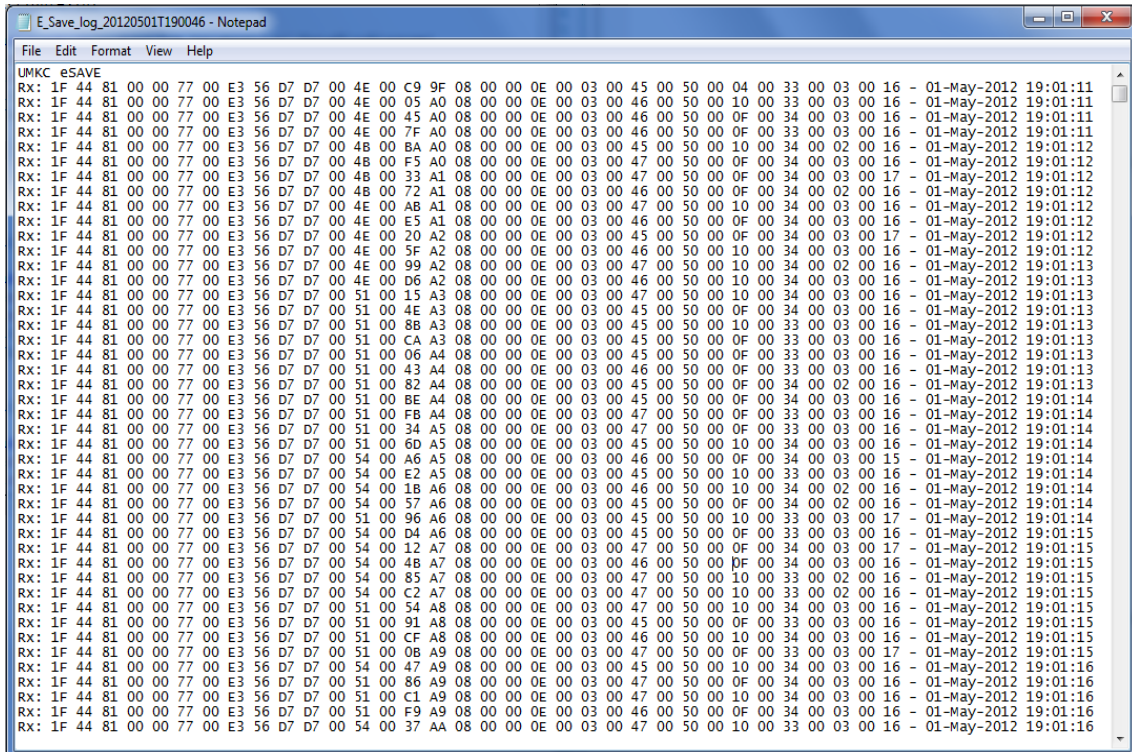 E_Save_log_20120501T190046 - Notepad
File Edit Format View Help
UMKC eSAVE
Rx: 1F 44 81 00 00 77 00 E3 56 D7 D7 00 4E 00 C9 9F 08 00 00 0E 00 03 00 45 00 50 00 04 00 33 00 03 00 16 - 01-May-2012 19:01:11
Rx: 1F 44 81 00 00 77 00 E3 56 D7 D7 00 4E 00 05 A0 08 00 00 0E 00 03 00 46 00 50 00 10 00 33 00 03 00 16 - 01-May-2012 19:01:11
Rx: 1F 44 81 00 00 77 00 E3 56 D7 D7 00 4E 00 45 A0 08 00 00 0E 00 03 00 46 00 50 00 0F 00 34 00 03 00 16 - 01-May-2012 19:01:11
Rx: 1F 44 81 00 00 77 00 E3 56 D7 D7 00 4E 00 7F A0 08 00 00 0E 00 03 00 46 00 50 00 0F 00 33 00 03 00 16 - 01-May-2012 19:01:11
Rx: 1F 44 81 00 00 77 00 E3 56 D7 D7 00 4B 00 BA A0 08 00 00 0E 00 03 00 45 00 50 00 10 00 34 00 02 00 16 - 01-May-2012 19:01:12
Rx: 1F 44 81 00 00 77 00 E3 56 D7 D7 00 4B 00 F5 A0 08 00 00 0E 00 03 00 47 00 50 00 0F 00 34 00 03 00 16 - 01-May-2012 19:01:12
Rx: 1F 44 81 00 00 77 00 E3 56 D7 D7 00 4B 00 33 A1 08 00 00 0E 00 03 00 47 00 50 00 0F 00 34 00 03 00 17 - 01-May-2012 19:01:12
Rx: 1F 44 81 00 00 77 00 E3 56 D7 D7 00 4B 00 72 A1 08 00 00 0E 00 03 00 46 00 50 00 0F 00 34 00 02 00 16 - 01-May-2012 19:01:12
Rx: 1F 44 81 00 00 77 00 E3 56 D7 D7 00 4E 00 AB A1 08 00 00 0E 00 03 00 47 00 50 00 10 00 34 00 03 00 16 - 01-May-2012 19:01:12
Rx: 1F 44 81 00 00 77 00 E3 56 D7 D7 00 4E 00 E5 A1 08 00 00 0E 00 03 00 46 00 50 00 0F 00 34 00 03 00 16 - 01-May-2012 19:01:12
Rx: 1F 44 81 00 00 77 00 E3 56 D7 D7 00 4E 00 20 A2 08 00 00 0E 00 03 00 45 00 50 00 0F 00 34 00 03 00 17 - 01-May-2012 19:01:12
Rx: 1F 44 81 00 00 77 00 E3 56 D7 D7 00 4E 00 5F A2 08 00 00 0E 00 03 00 46 00 50 00 10 00 34 00 03 00 16 - 01-May-2012 19:01:12
Rx: 1F 44 81 00 00 77 00 E3 56 D7 D7 00 4E 00 99 A2 08 00 00 0E 00 03 00 47 00 50 00 10 00 34 00 02 00 16 - 01-May-2012 19:01:13
Rx: 1F 44 81 00 00 77 00 E3 56 D7 D7 00 4E 00 D6 A2 08 00 00 0E 00 03 00 46 00 50 00 10 00 34 00 03 00 16 - 01-May-2012 19:01:13
Rx: 1F 44 81 00 00 77 00 E3 56 D7 D7 00 51 00 15 A3 08 00 00 0E 00 03 00 47 00 50 00 10 00 34 00 03 00 16 - 01-May-2012 19:01:13
Rx: 1F 44 81 00 00 77 00 E3 56 D7 D7 00 51 00 4E A3 08 00 00 0E 00 03 00 45 00 50 00 0F 00 34 00 03 00 16 - 01-May-2012 19:01:13
Rx: 1F 44 81 00 00 77 00 E3 56 D7 D7 00 51 00 8B A3 08 00 00 0E 00 03 00 45 00 50 00 10 00 33 00 03 00 16 - 01-May-2012 19:01:13
Rx: 1F 44 81 00 00 77 00 E3 56 D7 D7 00 51 00 CA A3 08 00 00 0E 00 03 00 45 00 50 00 0F 00 33 00 03 00 16 - 01-May-2012 19:01:13
Rx: 1F 44 81 00 00 77 00 E3 56 D7 D7 00 51 00 06 A4 08 00 00 0E 00 03 00 45 00 50 00 0F 00 33 00 03 00 16 - 01-May-2012 19:01:13
Rx: 1F 44 81 00 00 77 00 E3 56 D7 D7 00 51 00 43 A4 08 00 00 0E 00 03 00 46 00 50 00 0F 00 33 00 03 00 16 - 01-May-2012 19:01:13
Rx: 1F 44 81 00 00 77 00 E3 56 D7 D7 00 51 00 82 A4 08 00 00 0E 00 03 00 45 00 50 00 0F 00 34 00 02 00 16 - 01-May-2012 19:01:13
Rx: 1F 44 81 00 00 77 00 E3 56 D7 D7 00 51 00 BE A4 08 00 00 0E 00 03 00 47 00 50 00 0F 00 34 00 03 00 16 - 01-May-2012 19:01:14
Rx: 1F 44 81 00 00 77 00 E3 56 D7 D7 00 51 00 FB A4 08 00 00 0E 00 03 00 47 00 50 00 0F 00 33 00 03 00 16 - 01-May-2012 19:01:14
Rx: 1F 44 81 00 00 77 00 E3 56 D7 D7 00 51 00 34 A5 08 00 00 0E 00 03 00 47 00 50 00 0F 00 33 00 03 00 16 - 01-May-2012 19:01:14
Rx: 1F 44 81 00 00 77 00 E3 56 D7 D7 00 51 00 6D A5 08 00 00 0E 00 03 00 45 00 50 00 10 00 34 00 03 00 16 - 01-May-2012 19:01:14
Rx: 1F 44 81 00 00 77 00 E3 56 D7 D7 00 54 00 A6 A5 08 00 00 0E 00 03 00 46 00 50 00 0F 00 34 00 03 00 15 - 01-May-2012 19:01:14
Rx: 1F 44 81 00 00 77 00 E3 56 D7 D7 00 54 00 E2 A5 08 00 00 0E 00 03 00 45 00 50 00 10 00 33 00 03 00 16 - 01-May-2012 19:01:14
Rx: 1F 44 81 00 00 77 00 E3 56 D7 D7 00 54 00 1B A6 08 00 00 0E 00 03 00 46 00 50 00 10 00 34 00 02 00 16 - 01-May-2012 19:01:14
Rx: 1F 44 81 00 00 77 00 E3 56 D7 D7 00 54 00 57 A6 08 00 00 0E 00 03 00 45 00 50 00 0F 00 34 00 02 00 16 - 01-May-2012 19:01:14
Rx: 1F 44 81 00 00 77 00 E3 56 D7 D7 00 51 00 96 A6 08 00 00 0E 00 03 00 45 00 50 00 10 00 33 00 03 00 17 - 01-May-2012 19:01:14
Rx: 1F 44 81 00 00 77 00 E3 56 D7 D7 00 54 00 D4 A6 08 00 00 0E 00 03 00 45 00 50 00 0F 00 33 00 03 00 16 - 01-May-2012 19:01:15
Rx: 1F 44 81 00 00 77 00 E3 56 D7 D7 00 54 00 12 A7 08 00 00 0E 00 03 00 47 00 50 00 0F 00 34 00 03 00 17 - 01-May-2012 19:01:15
Rx: 1F 44 81 00 00 77 00 E3 56 D7 D7 00 54 00 4B A7 08 00 00 0E 00 03 00 46 00 50 00 0F 00 34 00 03 00 16 - 01-May-2012 19:01:15
Rx: 1F 44 81 00 00 77 00 E3 56 D7 D7 00 54 00 85 A7 08 00 00 0E 00 03 00 47 00 50 00 10 00 33 00 02 00 16 - 01-May-2012 19:01:15
Rx: 1F 44 81 00 00 77 00 E3 56 D7 D7 00 54 00 C2 A7 08 00 00 0E 00 03 00 47 00 50 00 10 00 33 00 02 00 16 - 01-May-2012 19:01:15
Rx: 1F 44 81 00 00 77 00 E3 56 D7 D7 00 51 00 54 A8 08 00 00 0E 00 03 00 47 00 50 00 10 00 34 00 03 00 16 - 01-May-2012 19:01:15
Rx: 1F 44 81 00 00 77 00 E3 56 D7 D7 00 51 00 91 A8 08 00 00 0E 00 03 00 45 00 50 00 0F 00 33 00 03 00 16 - 01-May-2012 19:01:15
Rx: 1F 44 81 00 00 77 00 E3 56 D7 D7 00 51 00 CF A8 08 00 00 0E 00 03 00 46 00 50 00 10 00 34 00 03 00 16 - 01-May-2012 19:01:15
Rx: 1F 44 81 00 00 77 00 E3 56 D7 D7 00 51 00 0B A9 08 00 00 0E 00 03 00 47 00 50 00 0F 00 33 00 03 00 17 - 01-May-2012 19:01:15
Rx: 1F 44 81 00 00 77 00 E3 56 D7 D7 00 54 00 47 A9 08 00 00 0E 00 03 00 45 00 50 00 10 00 34 00 03 00 16 - 01-May-2012 19:01:16
Rx: 1F 44 81 00 00 77 00 E3 56 D7 D7 00 51 00 86 A9 08 00 00 0E 00 03 00 47 00 50 00 0F 00 34 00 03 00 16 - 01-May-2012 19:01:16
Rx: 1F 44 81 00 00 77 00 E3 56 D7 D7 00 51 00 C1 A9 08 00 00 0E 00 03 00 47 00 50 00 10 00 34 00 03 00 16 - 01-May-2012 19:01:16
Rx: 1F 44 81 00 00 77 00 E3 56 D7 D7 00 51 00 F9 A9 08 00 00 0E 00 03 00 46 00 50 00 0F 00 34 00 03 00 16 - 01-May-2012 19:01:16
Rx: 1F 44 81 00 00 77 00 E3 56 D7 D7 00 54 00 37 AA 08 00 00 0E 00 03 00 47 00 50 00 10 00 33 00 03 00 16 - 01-May-2012 19:01:16